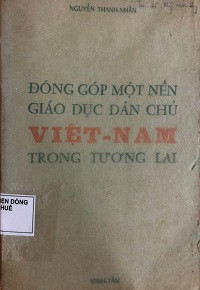 NGUYỄN THANH-NHÀN
ĐÓNG GÓP MỘT NỀN
GIÁO DỤC DÂN CHỦ
VIỆT-NAM
TRONG TƯƠNG LAI
HUẾ